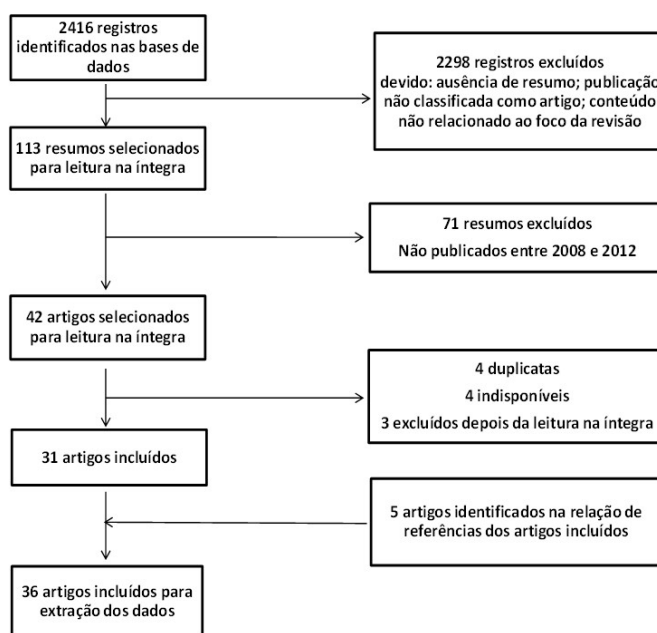 2416 registros
identificados nas bases de
dados
2298 registros excluídos
devido: ausência de resumo; publicação
não classificada como artigo; conteúdo
não relacionado ao foco da revisão
113 resumos selecionados
para leitura na íntegra
71 resumos excluídos
Não publicados entre 2008 e 2012
42 artigos selecionados
para leitura na íntegra
4 duplicatas
4 indisponíveis
3 excluídos depois da leitura na íntegra
31 artigos incluídos
5 artigos identificados na relação de
referências dos artigos incluídos
36 artigos incluídos para
extração dos dados